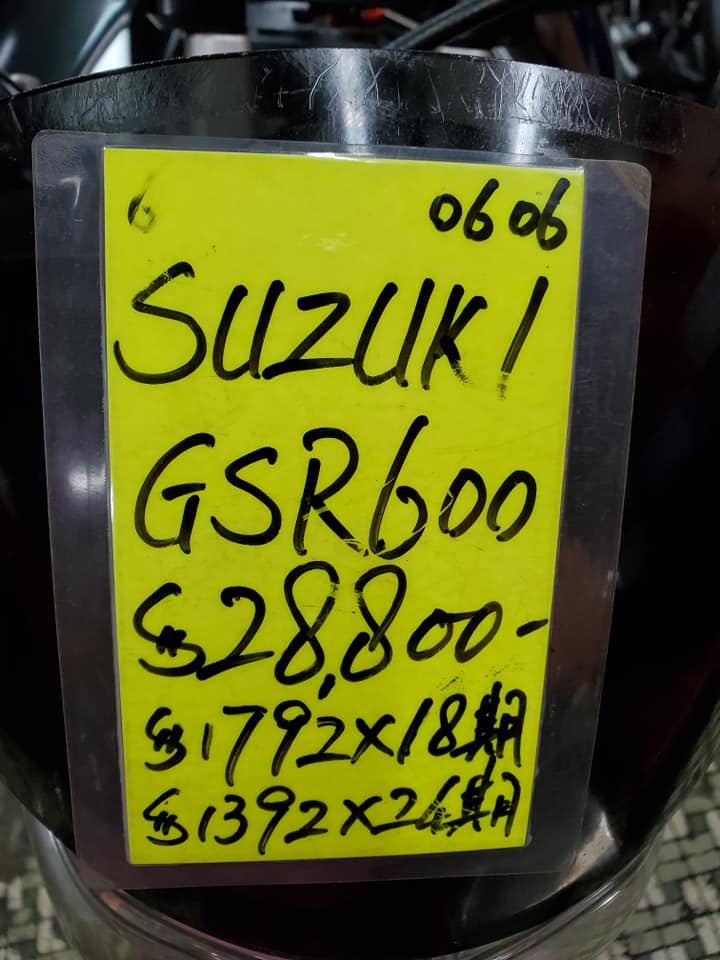 6 0606
SUZUKI
GSR600
$28,800-
$1792X18期
$1392X24期